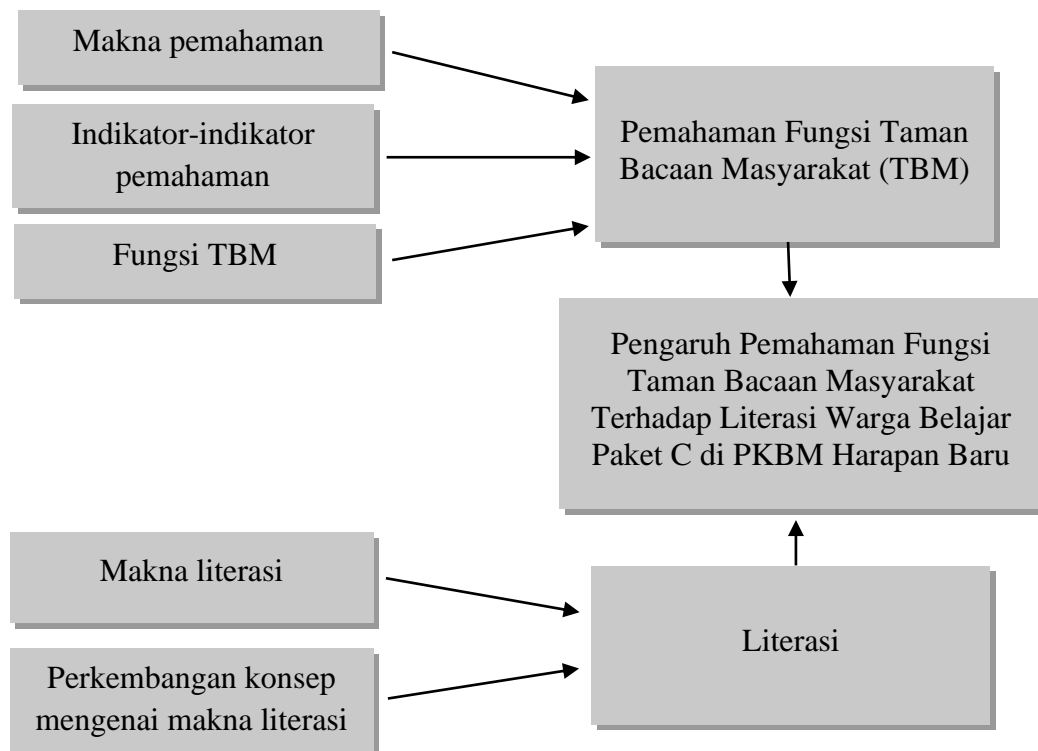 Makna pemahaman
Indikator-indikator
pemahaman
Fungsi TBM
Pemahaman Fungsi Taman
Bacaan Masyarakat (TBM)
Pengaruh Pemahaman Fungsi
Taman Bacaan Masyarakat
Terhadap Literasi Warga Belajar
Paket C di PKBM Harapan Baru
Makna literasi
Perkembangan konsep
mengenai makna literasi
Literasi